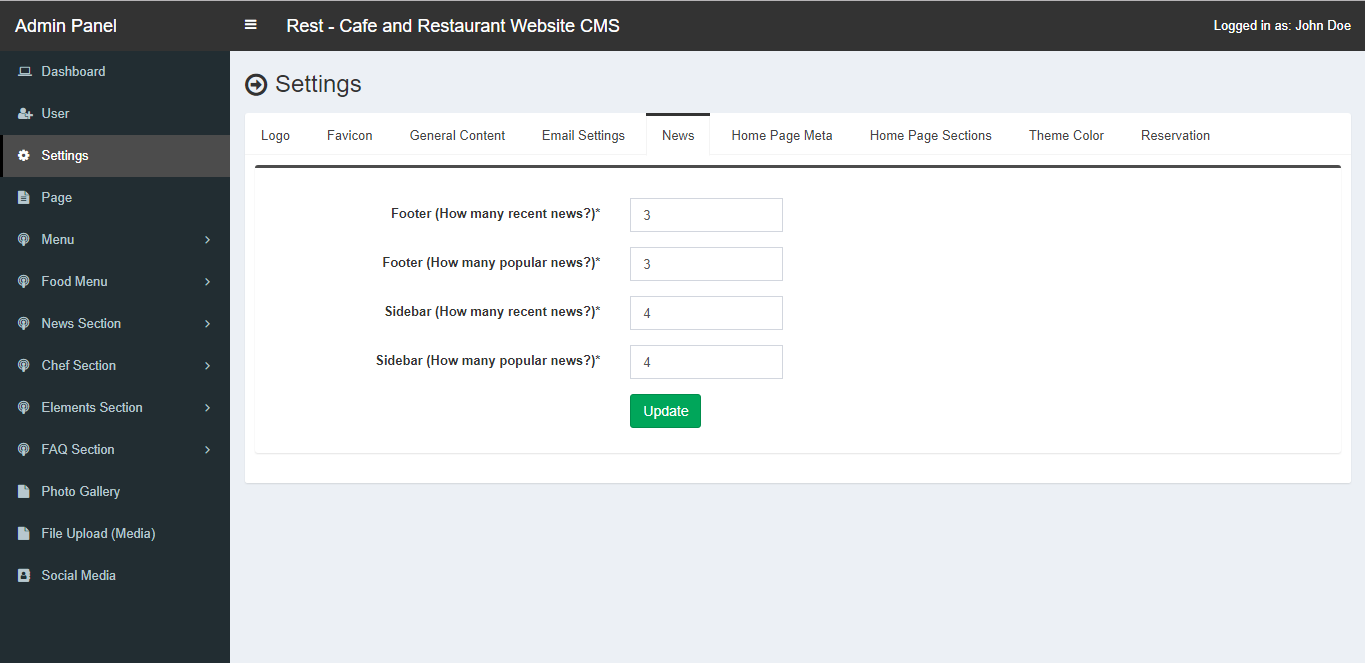 Admin Panel
Rest - Cafe and Restaurant Website CMS
Logged in as: John Doe
Dashboard
User
Settings
Page
Menu
Food Menu
News Section
Chef Section
Elements Section
FAQ Section
Photo Gallery
File Upload (Media)
Social Media
Settings
Logo Favicon General Content Email Settings News Home Page Meta Home Page Sections Theme Color Reservation
Footer (How many recent news?)* 3
Footer (How many popular news?)* 3
Sidebar (How many recent news?)* 4
Sidebar (How many popular news?)* 4
Update